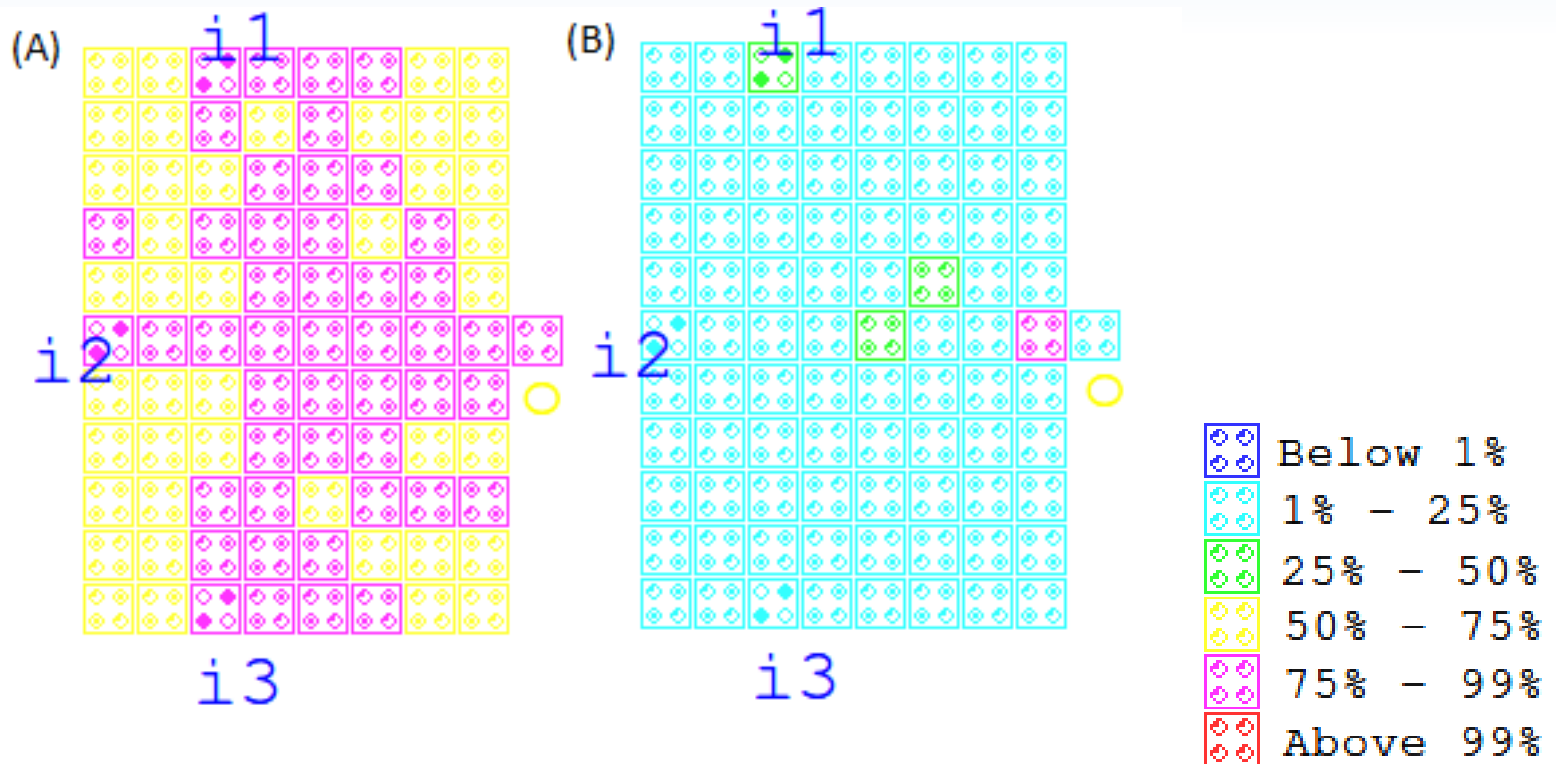 (A)
i1
i2
i3
(B)
i1
i2
i3
Below 1%
1% – 25%
25% – 50%
50% – 75%
75% – 99%
Above 99%